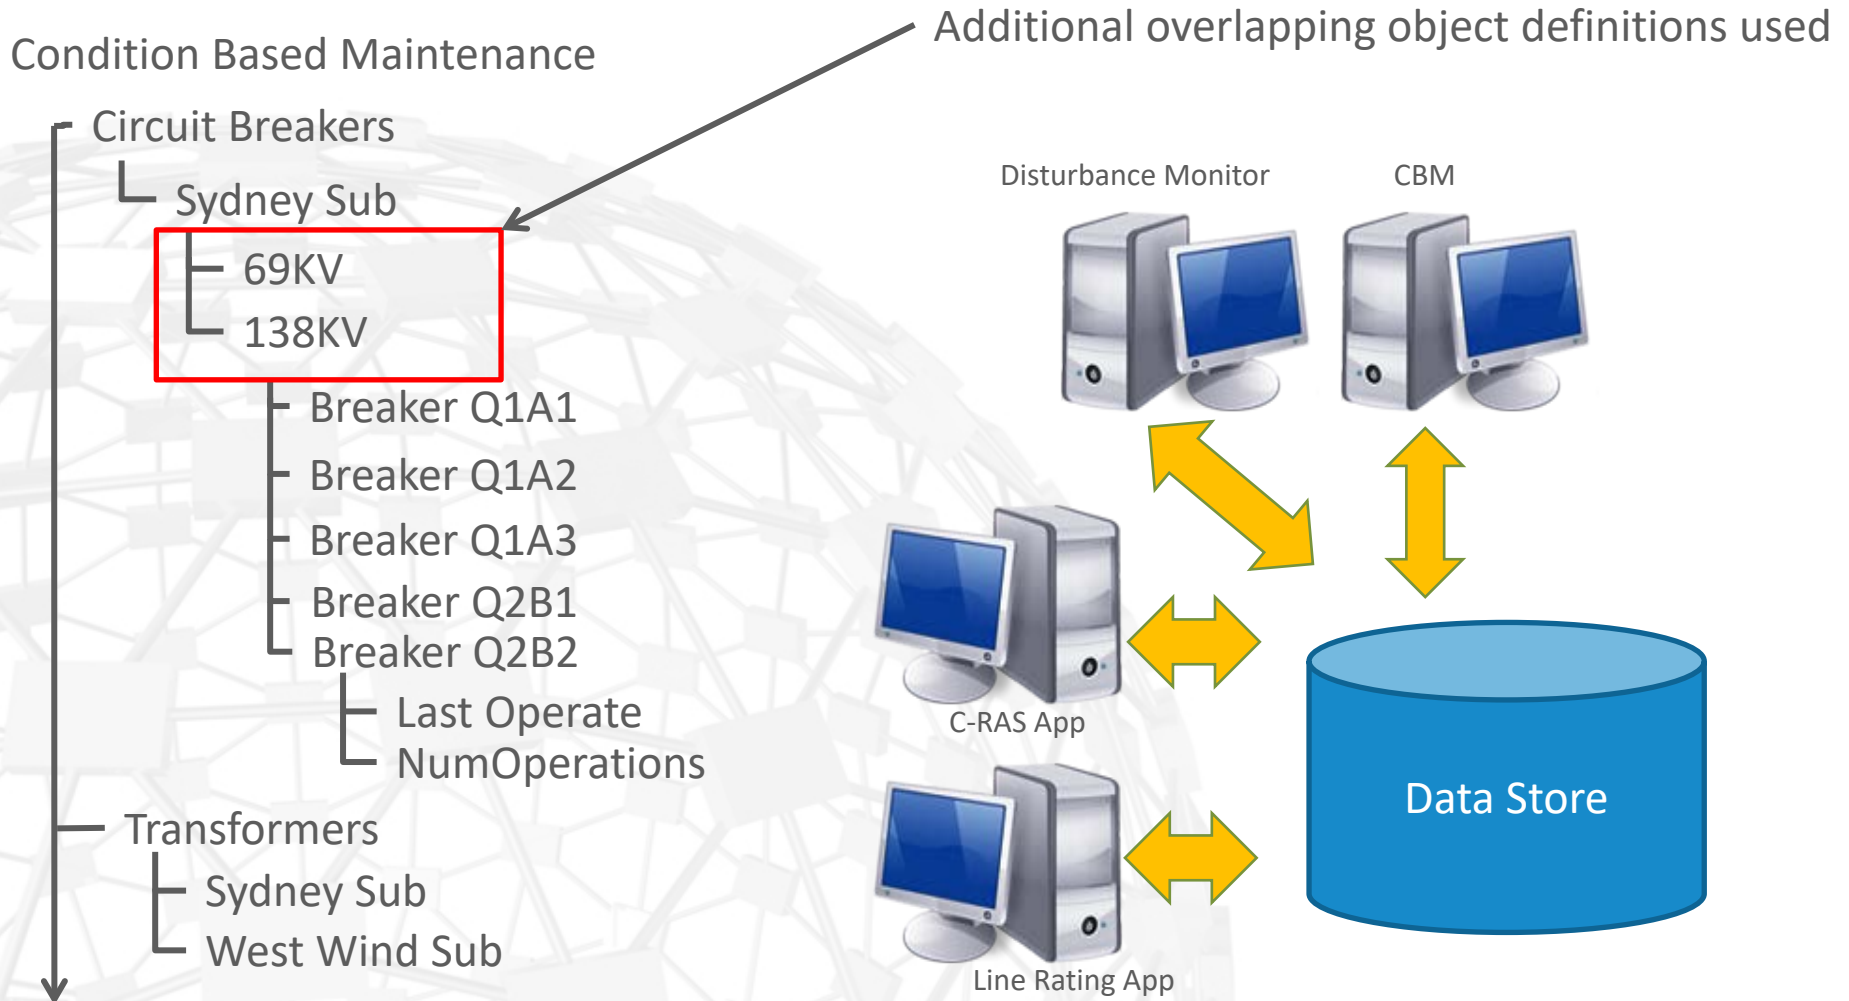 Additional overlapping object definitions used
Condition Based Maintenance
Circuit Breakers
Sydney Sub
69KV
138KV
Breaker Q1A1
Breaker Q1A2
Breaker Q1A3
Breaker Q2B1
Breaker Q2B2
Last Operate
NumOperations
Transformers
Sydney Sub
West Wind Sub
Disturbance Monitor
CBM
C-RAS App
Line Rating App
Data Store